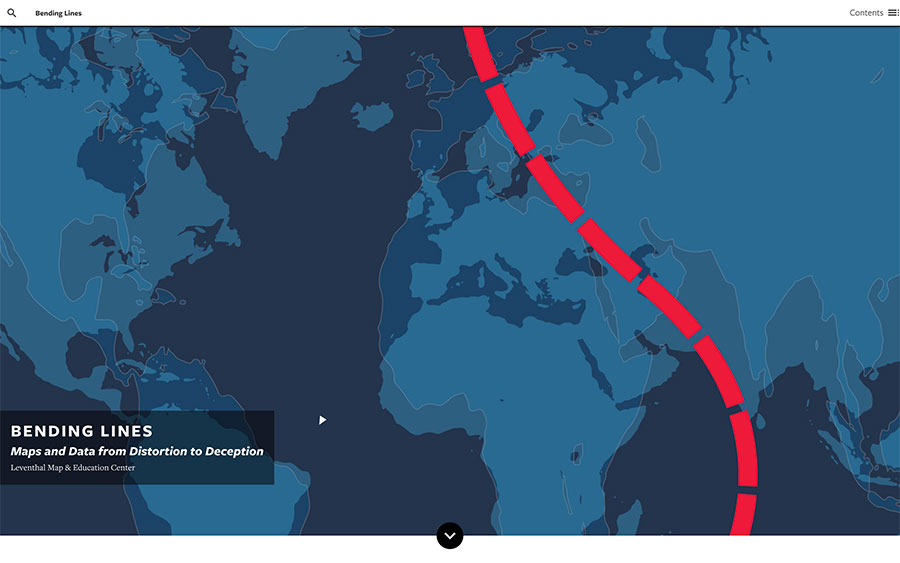 Bending Lines
Contents
BENDING LINES
Maps and Data from Distortion to Deception
Leventhal Map & Education Center